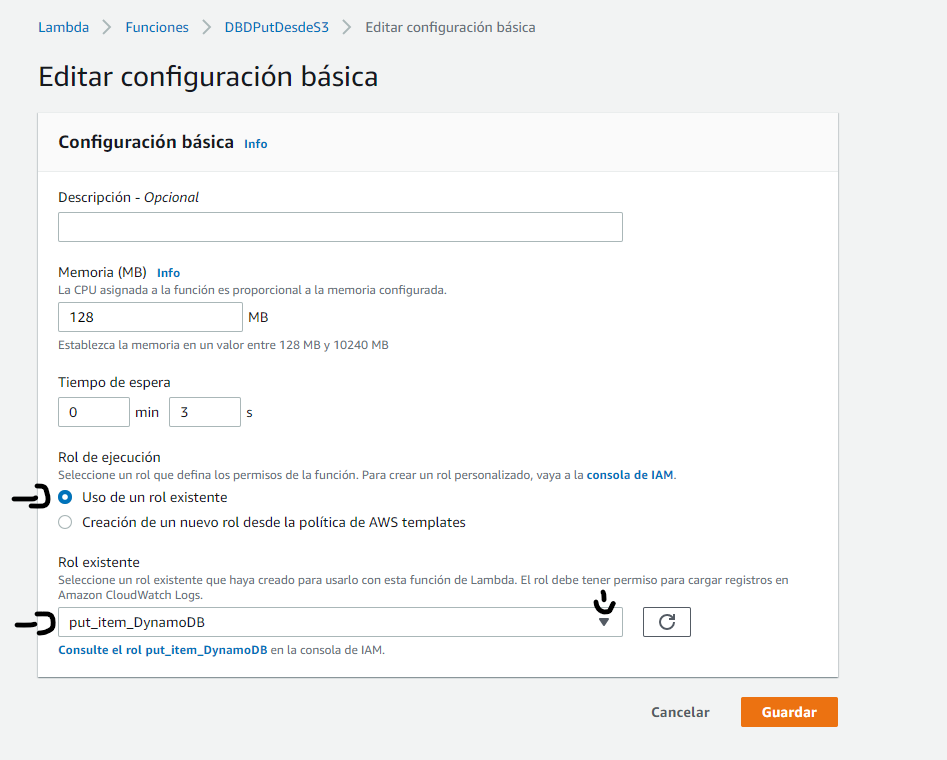 Lambda > Funciones > DBDPutDesdeS3 > Editar configuración básica
Editar configuración básica
Configuración básica Info
Descripción - Opcional
Memoria (MB) Info
La CPU asignada a la función es proporcional a la memoria configurada.
128 MB
Establezca la memoria en un valor entre 128 MB y 10240 MB
Tiempo de espera
0 min 3 s
Rol de ejecución
Seleccione un rol que defina los permisos de la función. Para crear un rol personalizado, vaya a la consola de IAM.
Uso de un rol existente
Creación de un nuevo rol desde la política de AWS templates
Rol existente
Seleccione un rol existente que haya creado para usarlo con esta función de Lambda. El rol debe tener permiso para cargar registros en
Amazon CloudWatch Logs.
put_item_DynamoDB
Consulte el rol put_item_DynamoDB en la consola de IAM.
Cancelar Guardar